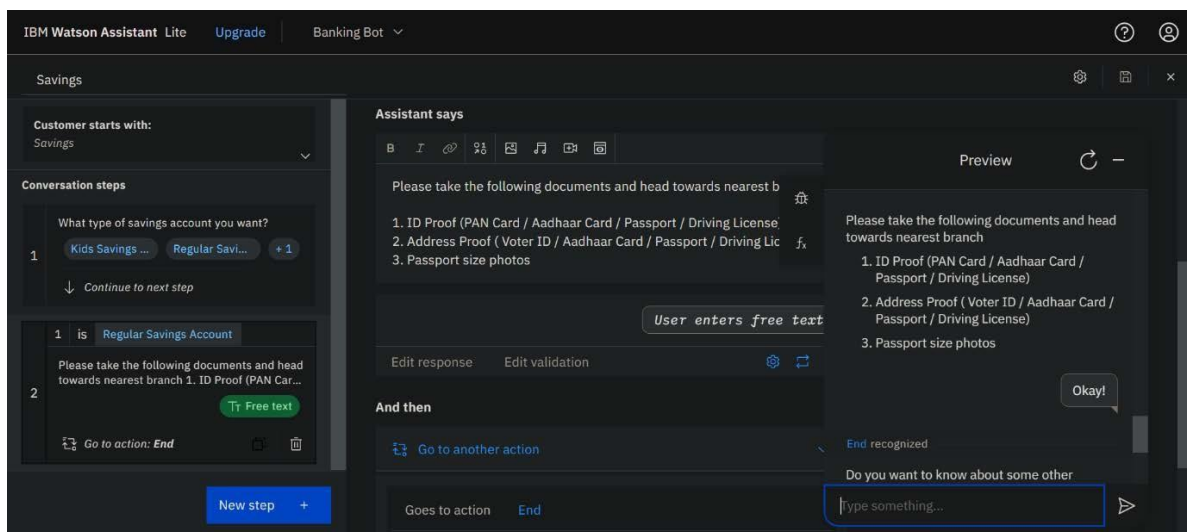 IBM Watson Assistant Lite Upgrade Banking Bot
Savings
Customer starts with:
Savings
Conversation steps
1
What type of savings account you want?
Kids Savings ... Regular Savi... + 1
Continue to next step
2
1 is Regular Savings Account
Please take the following documents and head
towards nearest branch 1. ID Proof (PAN Car...
Tт Free text
Go to action: End
New step +
Assistant says
B I
Please take the following documents and head towards nearest b
1. ID Proof (PAN Card / Aadhaar Card / Passport / Driving License
2. Address Proof ( Voter ID / Aadhaar Card / Passport / Driving Lic
3. Passport size photos
fx
User enters free text
Edit response Edit validation
And then
Go to another action
Goes to action End
Preview
Please take the following documents and head
towards nearest branch
1. ID Proof (PAN Card / Aadhaar Card /
Passport / Driving License)
2. Address Proof ( Voter ID / Aadhaar Card /
Passport / Driving License)
3. Passport size photos
Okay!
End recognized
Do you want to know about some other
Type something...